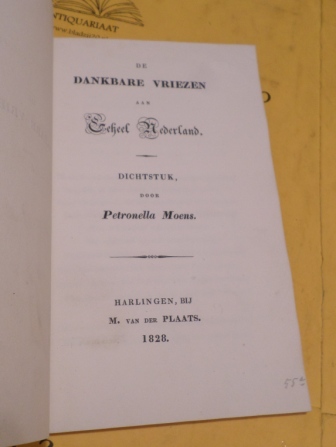 ANTIQUARIAAT
DE
DANKBARE VRIEZEN
AAN
Geheel Nederland.
DICHTSTUK,
DOOR
Petronella Moens.
HARLINGEN, BIJ
M. VAN DER PLAATS.
1828.